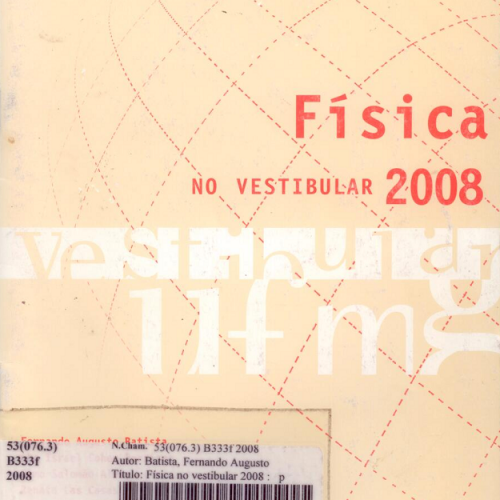 Física
NO VESTIBULAR 2008
vestibular
ufmg
Fernando Augusto Batista
53(076.3)
B333f
2008
N.Cham. 53(076.3) B333f 2008
Autor: Batista, Fernando Augusto
Título: Física no vestibular 2008 : p